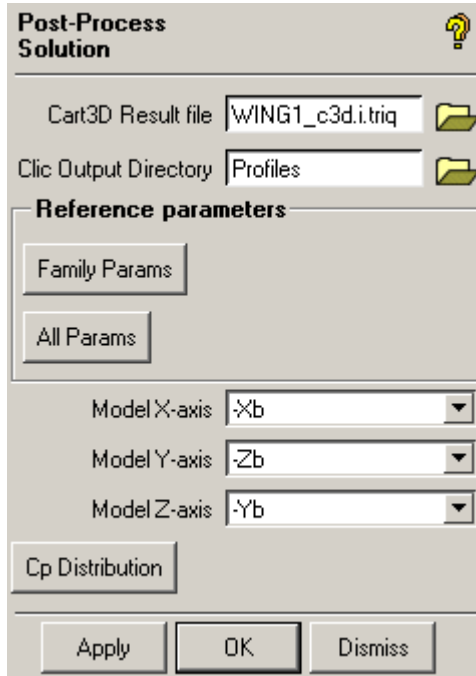 Post-Process
Solution
Cart3D Result file WING1_c3d.i.triq
Clic Output Directory Profiles
Reference parameters
Family Params
All Params
Model X-axis -Xb
Model Y-axis -Zb
Model Z-axis -Yb
Cp Distribution
Apply OK Dismiss